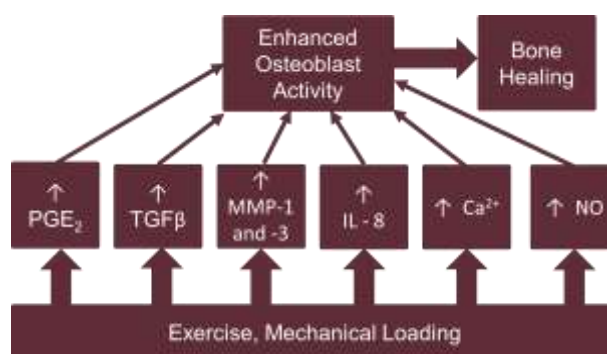 Enhanced
Osteoblast
Activity
Bone
Healing
↑
PGE₂
↑
TGFβ
↑
MMP-1
and -3
↑
IL - 8
↑ Ca²⁺
↑ NO
Exercise, Mechanical Loading